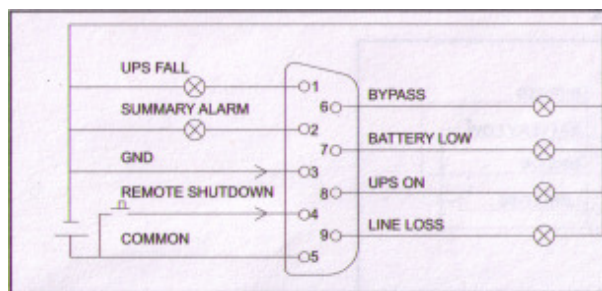 UPS FALL
1
6
BYPASS
SUMMARY ALARM
2
7
BATTERY LOW
GND
3
8
UPS ON
REMOTE SHUTDOWN
4
9
LINE LOSS
COMMON
5